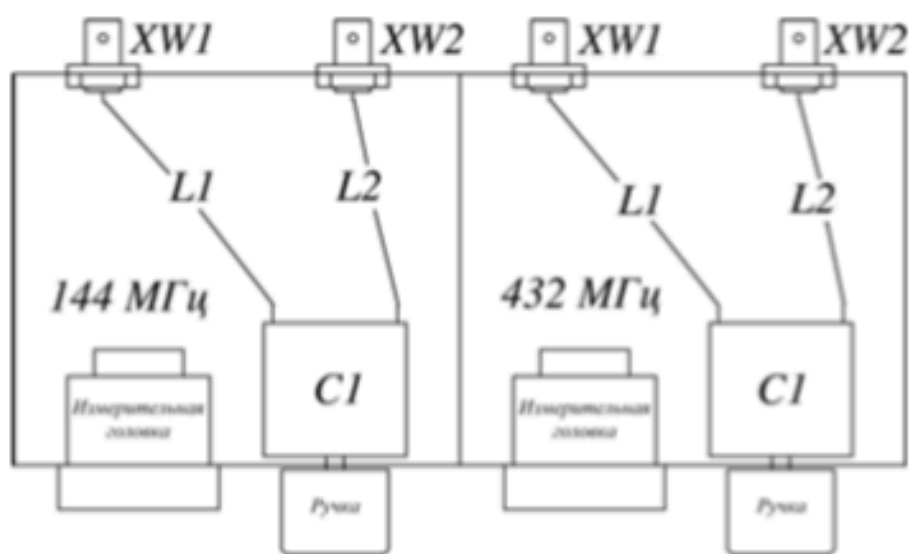 XW1 XW2 XW1 XW2
L1 L2 L1 L2
144 МГц 432 МГц
C1 C1
Измерительная Измерительная
головка головка
Ручка Ручка